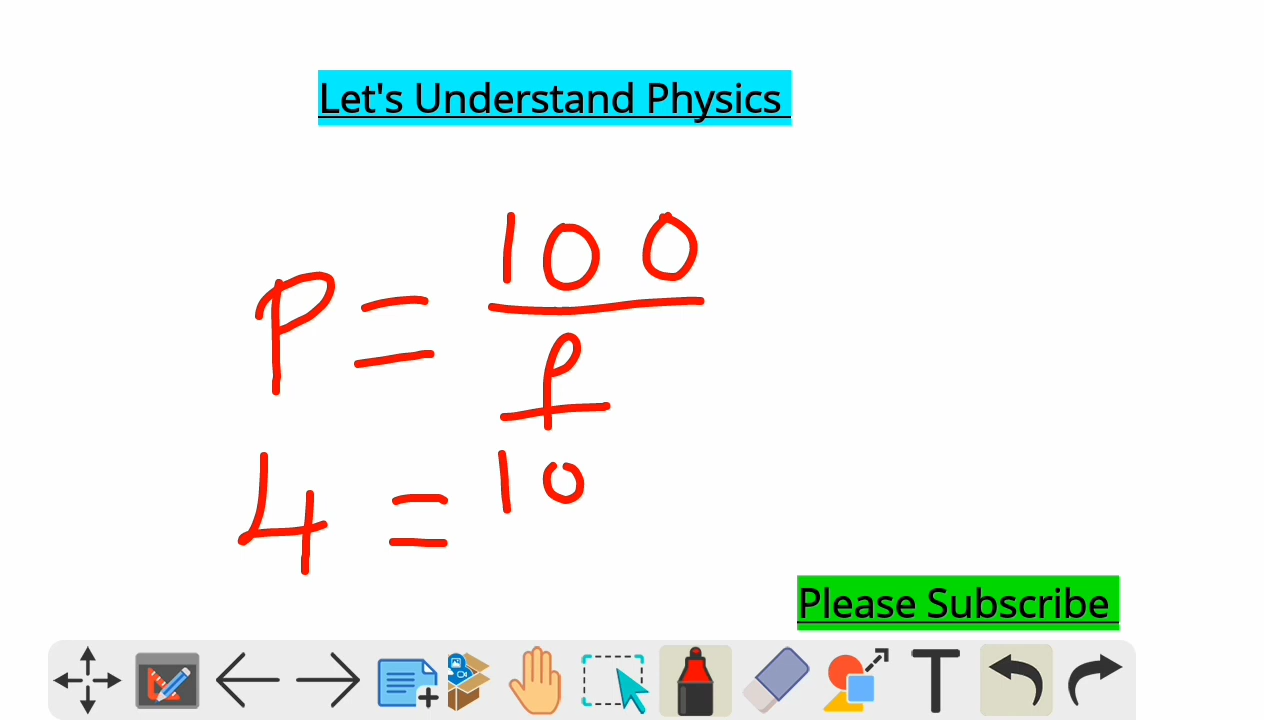 Let's Understand Physics
P = 100
f
4 = 10
Please Subscribe
T